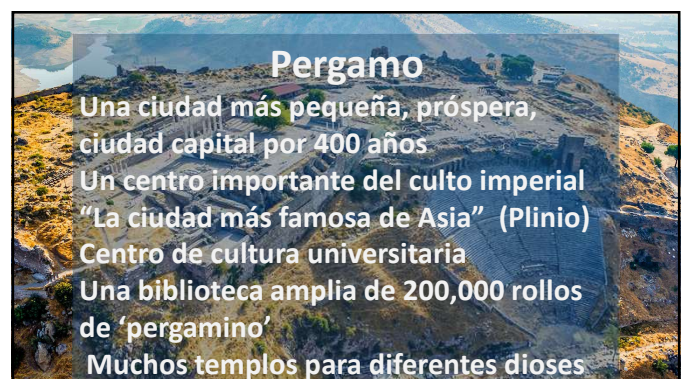 Pergamo
Una ciudad más pequeña, próspera,
ciudad capital por 400 años
Un centro importante del culto imperial
“La ciudad más famosa de Asia” (Plinio)
Centro de cultura universitaria
Una biblioteca amplia de 200,000 rollos
de ‘pergamino’
Muchos templos para diferentes dioses